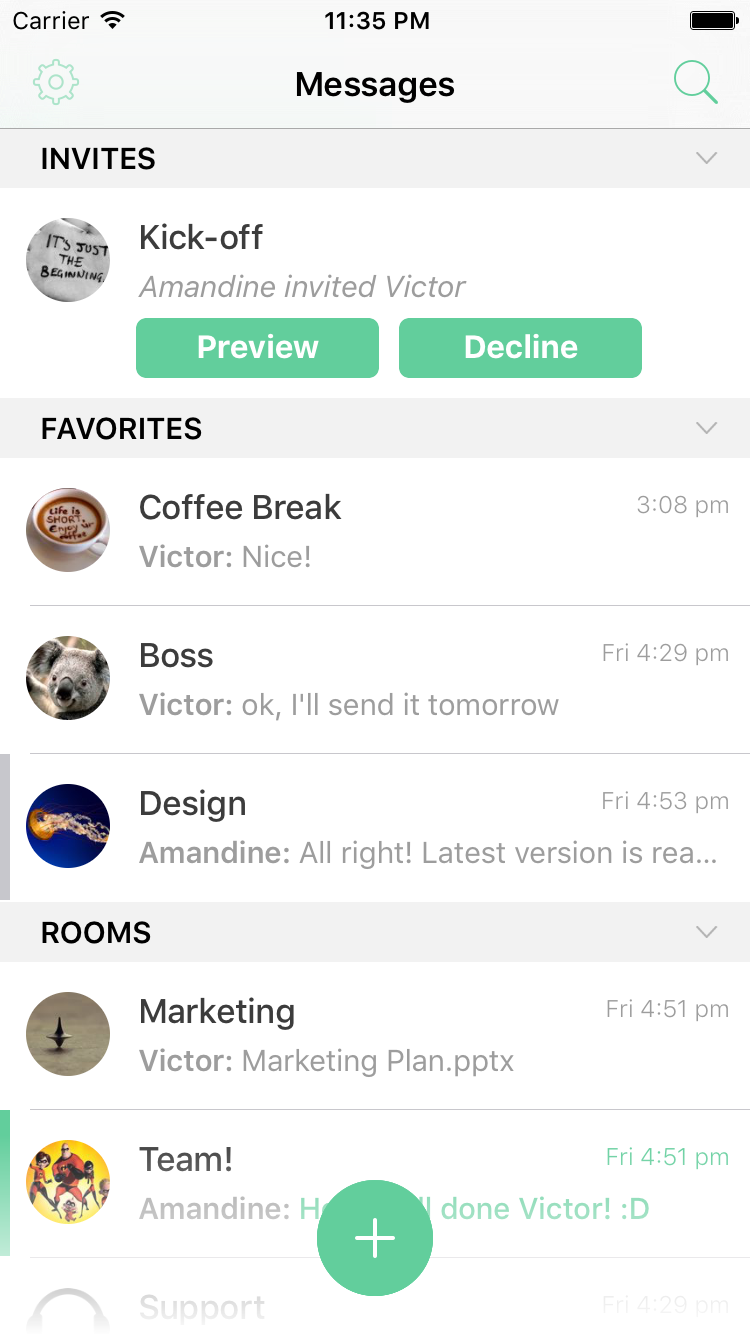 Carrier 11:35 PM
Messages
INVITES
IT'S JUST
THE
BEGINNING.
Kick-off
Amandine invited Victor
Preview Decline
FAVORITES
Life is
SHORT.
Enjoy ur
coffee
Coffee Break 3:08 pm
Victor: Nice!
Boss Fri 4:29 pm
Victor: ok, I'll send it tomorrow
Design Fri 4:53 pm
Amandine: All right! Latest version is rea...
ROOMS
Marketing Fri 4:51 pm
Victor: Marketing Plan.pptx
Team! Fri 4:51 pm
Amandine: done Victor! :D
Support Fri 4:29 pm